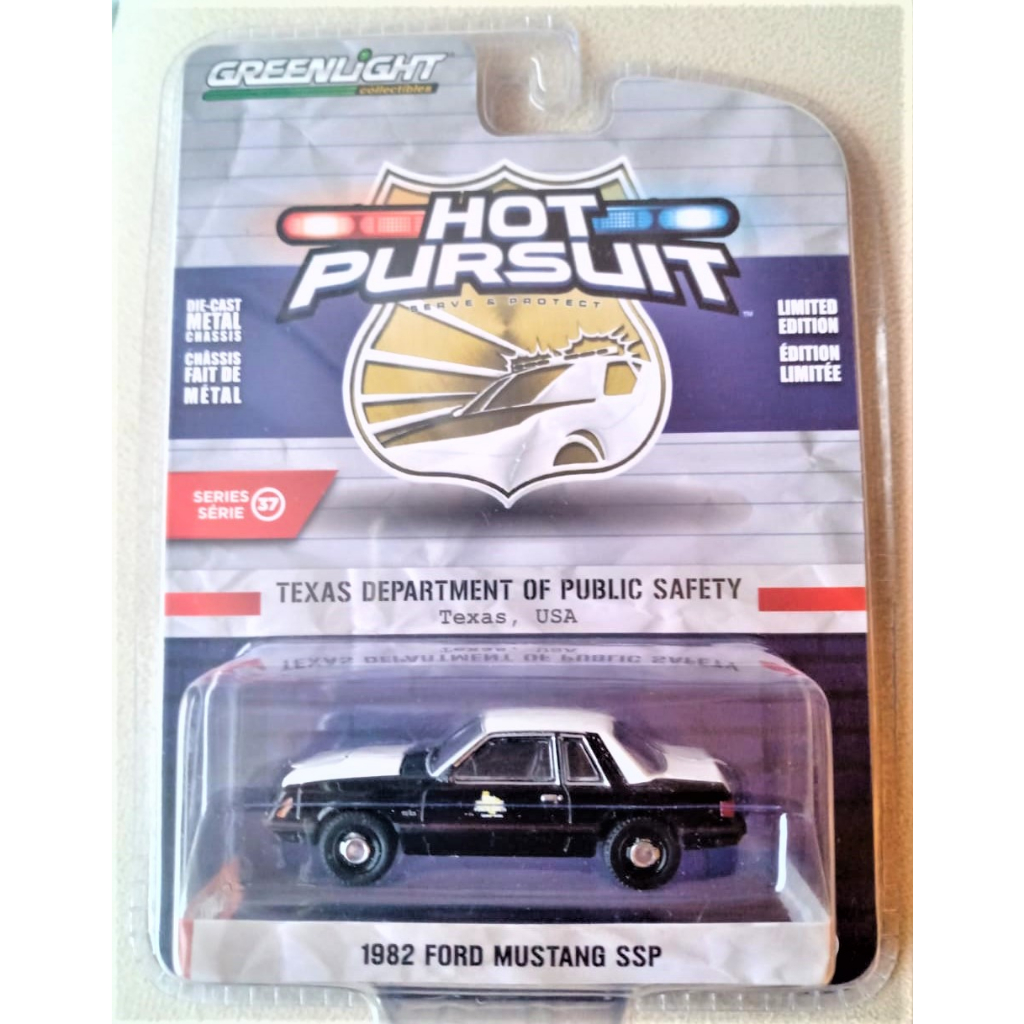 GREENLIGHT
collectibles
HOT
PURSUIT
TM
SERVE & PROTECT
DIE-CAST
METAL
CHASSIS
CHÂSSIS
FAIT DE
MÉTAL
LIMITED
EDITION
ÉDITION
LIMITÉE
SERIES
SÉRIE
37
TEXAS DEPARTMENT OF PUBLIC SAFETY
Texas, USA
1982 FORD MUSTANG SSP